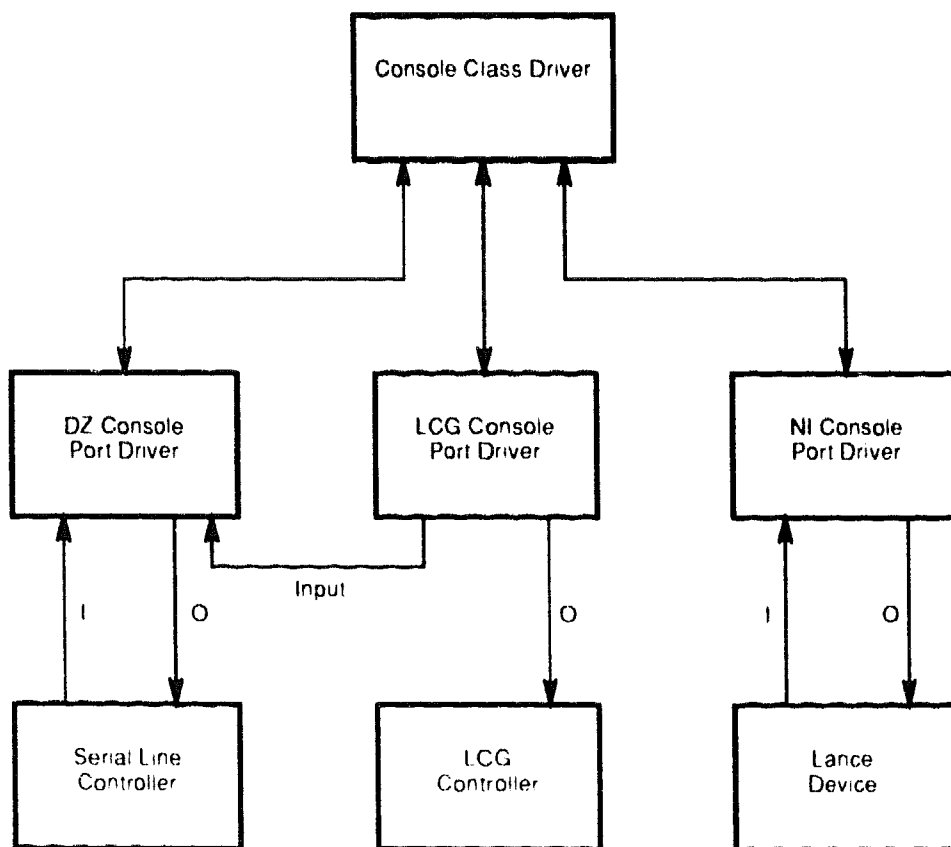 Console Class Driver
DZ Console
Port Driver
LCG Console
Port Driver
NI Console
Port Driver
Input
I
O
O
I
O
Serial Line
Controller
LCG
Controller
Lance
Device